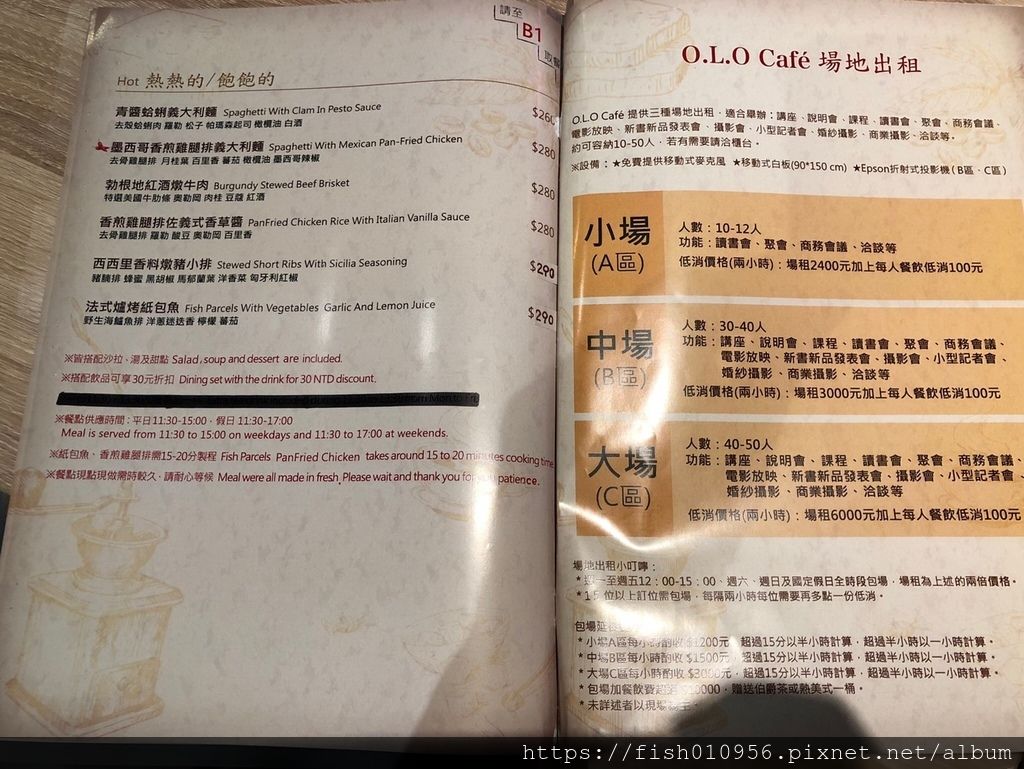 請至
B1
取餐
Hot 熱熱的/飽飽的
青醬蛤蜊義大利麵 Spaghetti With Clam In Pesto Sauce $260
去殼蛤蜊肉 羅勒 松子 帕瑪森起司 橄欖油 白酒
墨西哥香煎雞腿排義大利麵 Spaghetti With Mexican Pan-Fried Chicken $280
去骨雞腿排 月桂葉 百里香 蕃茄 橄欖油 墨西哥辣椒
勃根地紅酒燉牛肉 Burgundy Stewed Beef Brisket $280
特選美國牛肋條 奧勒岡 肉桂 豆蔻 紅酒
香煎雞腿排佐義式香草醬 PanFried Chicken Rice With Italian Vanilla Sauce $280
去骨雞腿排 羅勒 酸豆 奧勒岡 百里香
西西里香料燉豬小排 Stewed Short Ribs With Sicilia Seasoning $290
豬腩排 蜂蜜 黑胡椒 馬郁蘭葉 洋香菜 匈牙利紅椒
法式爐烤紙包魚 Fish Parcels With Vegetables Garlic And Lemon Juice $290
野生海鱺魚排 洋蔥迷迭香 檸檬 蕃茄
※皆搭配沙拉、湯及甜點 Salad, soup and dessert are included.
※搭配飲品可享30元折扣 Dining set with the drink for 30 NTD discount.
※餐點供應時間：平日11:30-15:00，假日 11:30-17:00
Meal is served from 11:30 to 15:00 on weekdays and 11:30 to 17:00 at weekends.
※紙包魚、香煎雞腿排需15-20分製程 Fish Parcels PanFried Chicken takes around 15 to 20 minutes cooking time
※餐點現點現做需時較久，請耐心等候 Meal were all made in fresh, Please wait and thank you for you patience.
O.L.O Café 場地出租
O.L.O Café 提供三種場地出租，適合舉辦：講座、說明會、課程、讀書會、聚會、商務會議、
電影放映、新書新品發表會、攝影會、小型記者會、婚紗攝影、商業攝影、洽談等。
約可容納10-50人，若有需要請洽櫃台。
※設備：★免費提供移動式麥克風 ★移動式白板(90*150 cm) ★Epson折射式投影機(B區、C區)
小場
(A區)
人數：10-12人
功能：讀書會、聚會、商務會議、洽談等
低消價格(兩小時)：場租2400元加上每人餐飲低消100元
中場
(B區)
人數：30-40人
功能：講座、說明會、課程、讀書會、聚會、商務會議、
電影放映、新書新品發表會、攝影會、小型記者會、
婚紗攝影、商業攝影、洽談等
低消價格(兩小時)：場租3000元加上每人餐飲低消100元
大場
(C區)
人數：40-50人
功能：講座、說明會、課程、讀書會、聚會、商務會議、
電影放映、新書新品發表會、攝影會、小型記者會、
婚紗攝影、商業攝影、洽談等
低消價格(兩小時)：場租6000元加上每人餐飲低消100元
場地出租小叮嚀：
*週一至週五12：00-15：00、週六、週日及國定假日全時段包場，場租為上述的兩倍價格。
*15位以上訂位需包場，每隔兩小時每位需要再多點一份低消。
包場延
*小場A區每小時酌收 $1200元，超過15分以半小時計算，超過半小時以一小時計算。
*中場B區每小時酌收 $1500元，超過15分以半小時計算，超過半小時以一小時計算。
*大場C區每小時酌收 $3000元，超過15分以半小時計算，超過半小時以一小時計算。
*包場加餐飲費超過 $10000，贈送伯爵茶或熱美式一桶。
*未詳述者以現場為主。
https://fish010956.pixnet.net/album